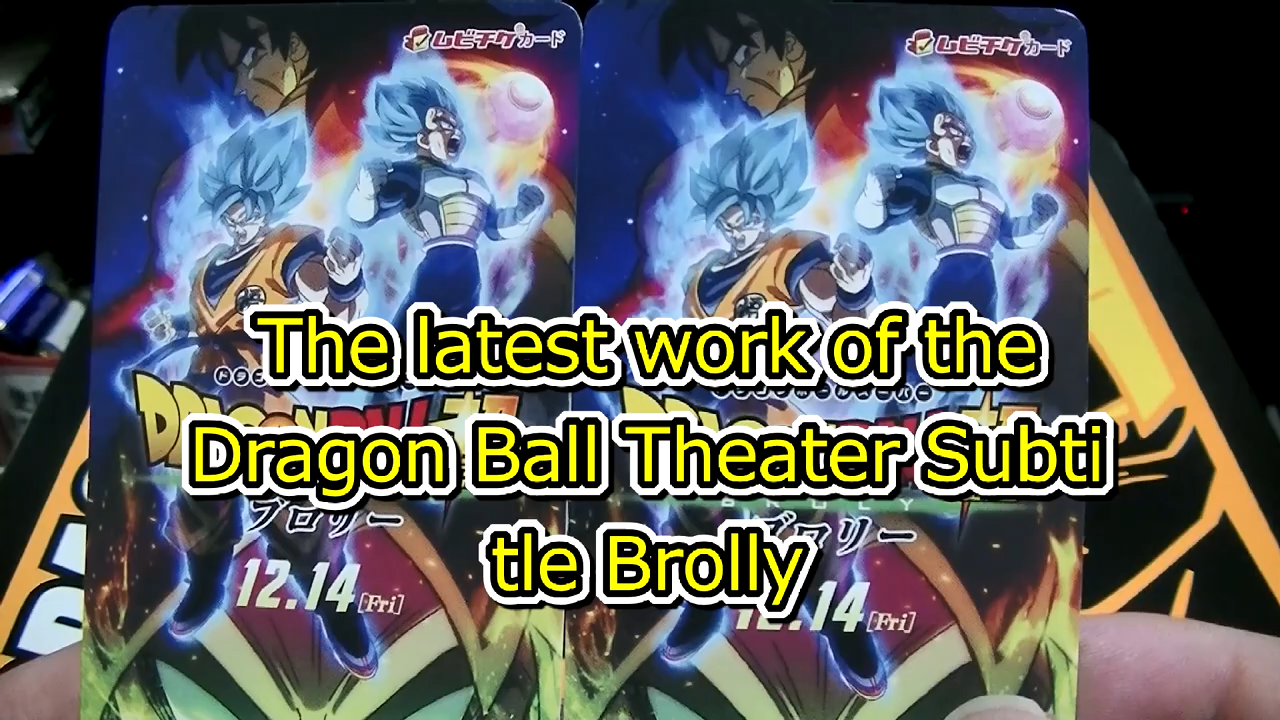 ムビチケカード
ムビチケカード
The latest work of the
Dragon Ball Theater Subti
tle Brolly
ブロリー
ブロリー
12.14[Fri]
12.14[Fri]